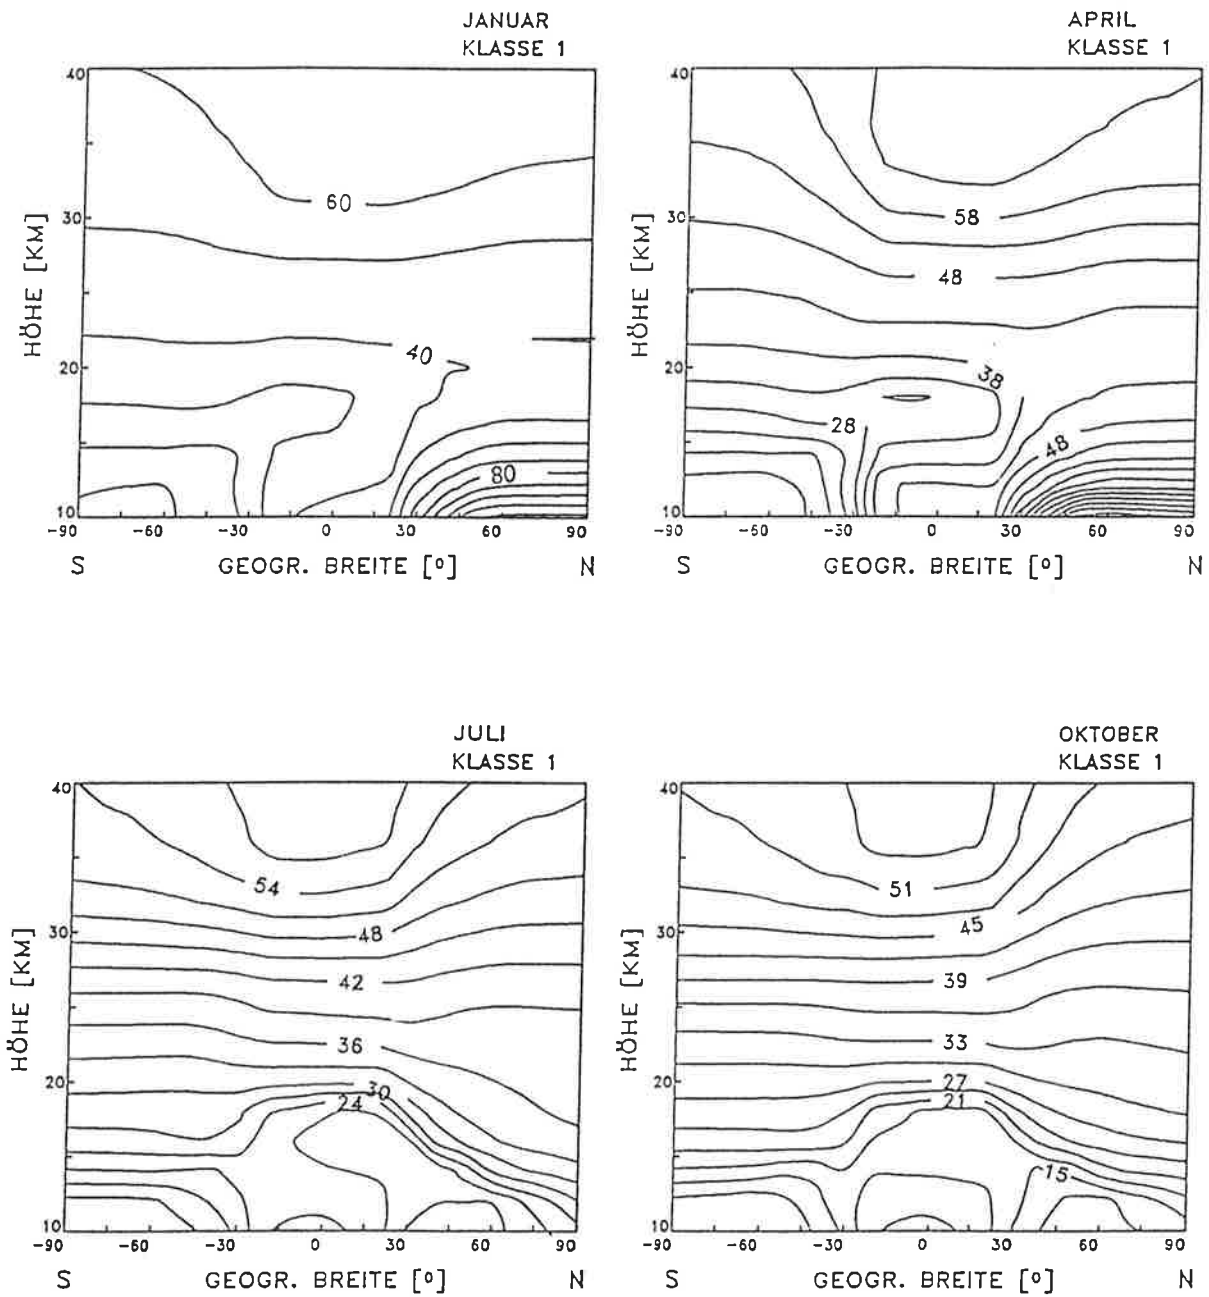 JANUAR
KLASSE 1
APRIL
KLASSE 1
40
60
HÖHE [KM]
30
40
20
80
10
-90 -60 -30 0 30 60 90
S GEOGR. BREITE [º] N
40
58
HÖHE [KM]
30
48
38
20
28
48
10
-90 -60 -30 0 30 60 90
S GEOGR. BREITE [º] N
JULI
KLASSE 1
OKTOBER
KLASSE 1
40
54
HÖHE [KM]
30
48
42
36
20
30
24
10
-90 -60 -30 0 30 60 90
S GEOGR. BREITE [º] N
40
51
HÖHE [KM]
30
45
39
33
20
27
21
15
10
-90 -60 -30 0 30 60 90
S GEOGR. BREITE [º] N